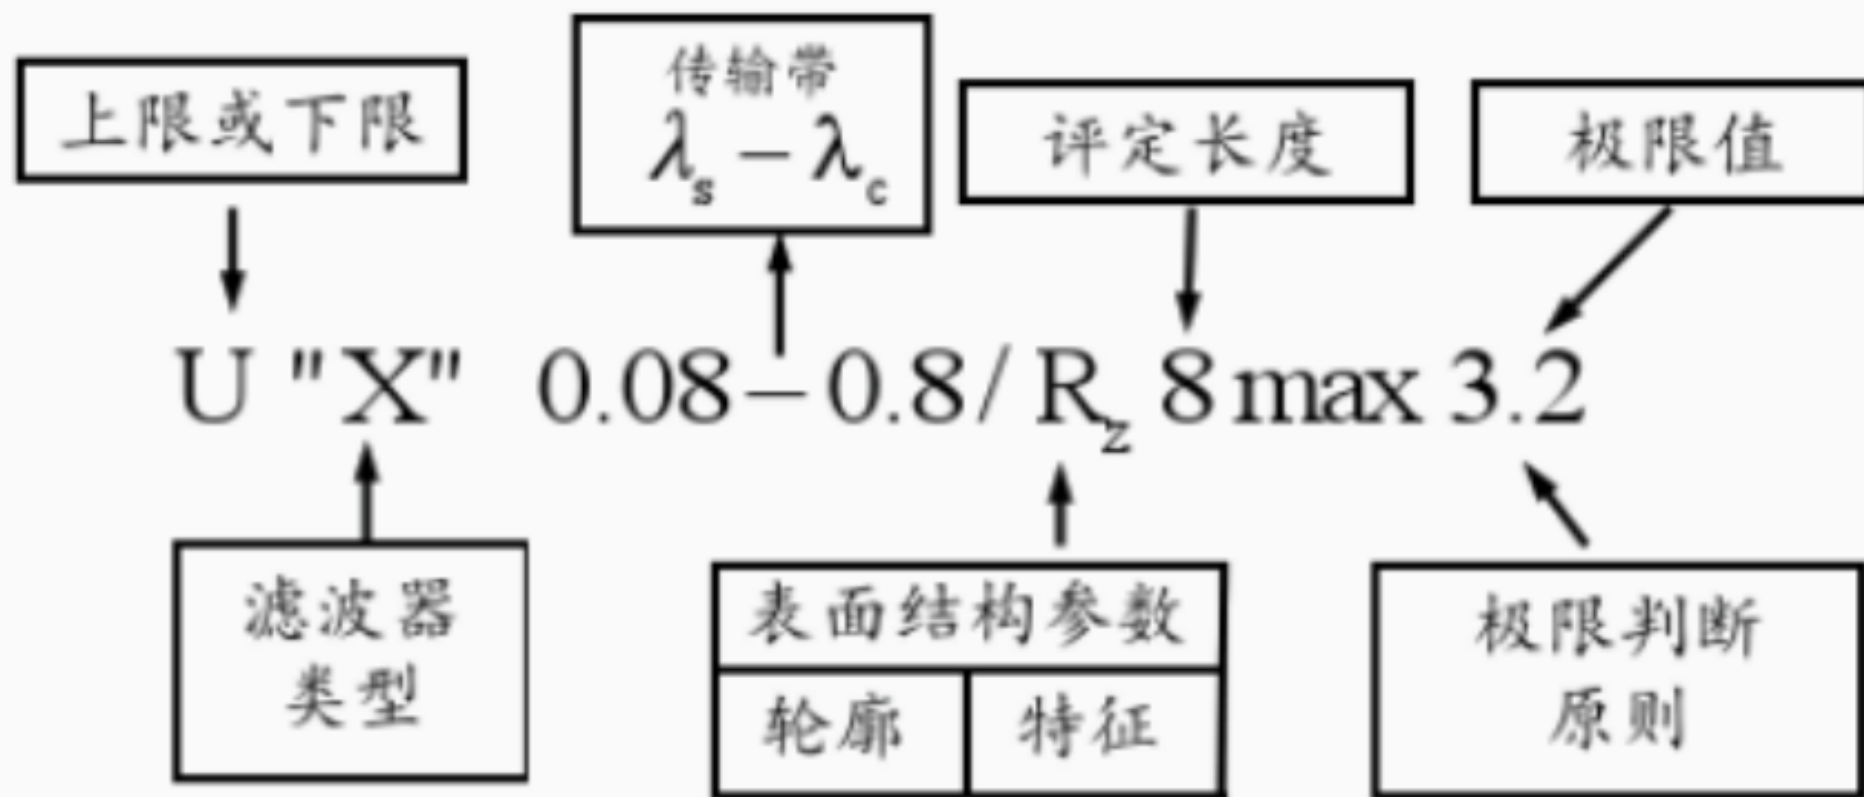 上限或下限
传输带
λs – λc
评定长度
极限值
U "X" 0.08–0.8/ Rz 8 max 3.2
滤波器
类型
表面结构参数
轮廓 特征
极限判断
原则